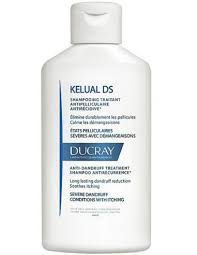 KELUAL DS
SHAMPOOING TRAITANT
ANTIPELLICULAIRE
ANTIRÉCIDIVE
Élimine durablement les pellicules
Calme les démangeaisons
ÉTATS PELLICULAIRES
SÉVÈRES AVEC DÉMANGEAISONS
DUCRAY
ANTI-DANDRUFF TREATMENT
SHAMPOO ANTIRECURRENCE
Long lasting dandruff reduction
Soothes itching
SEVERE DANDRUFF
CONDITIONS WITH ITCHING